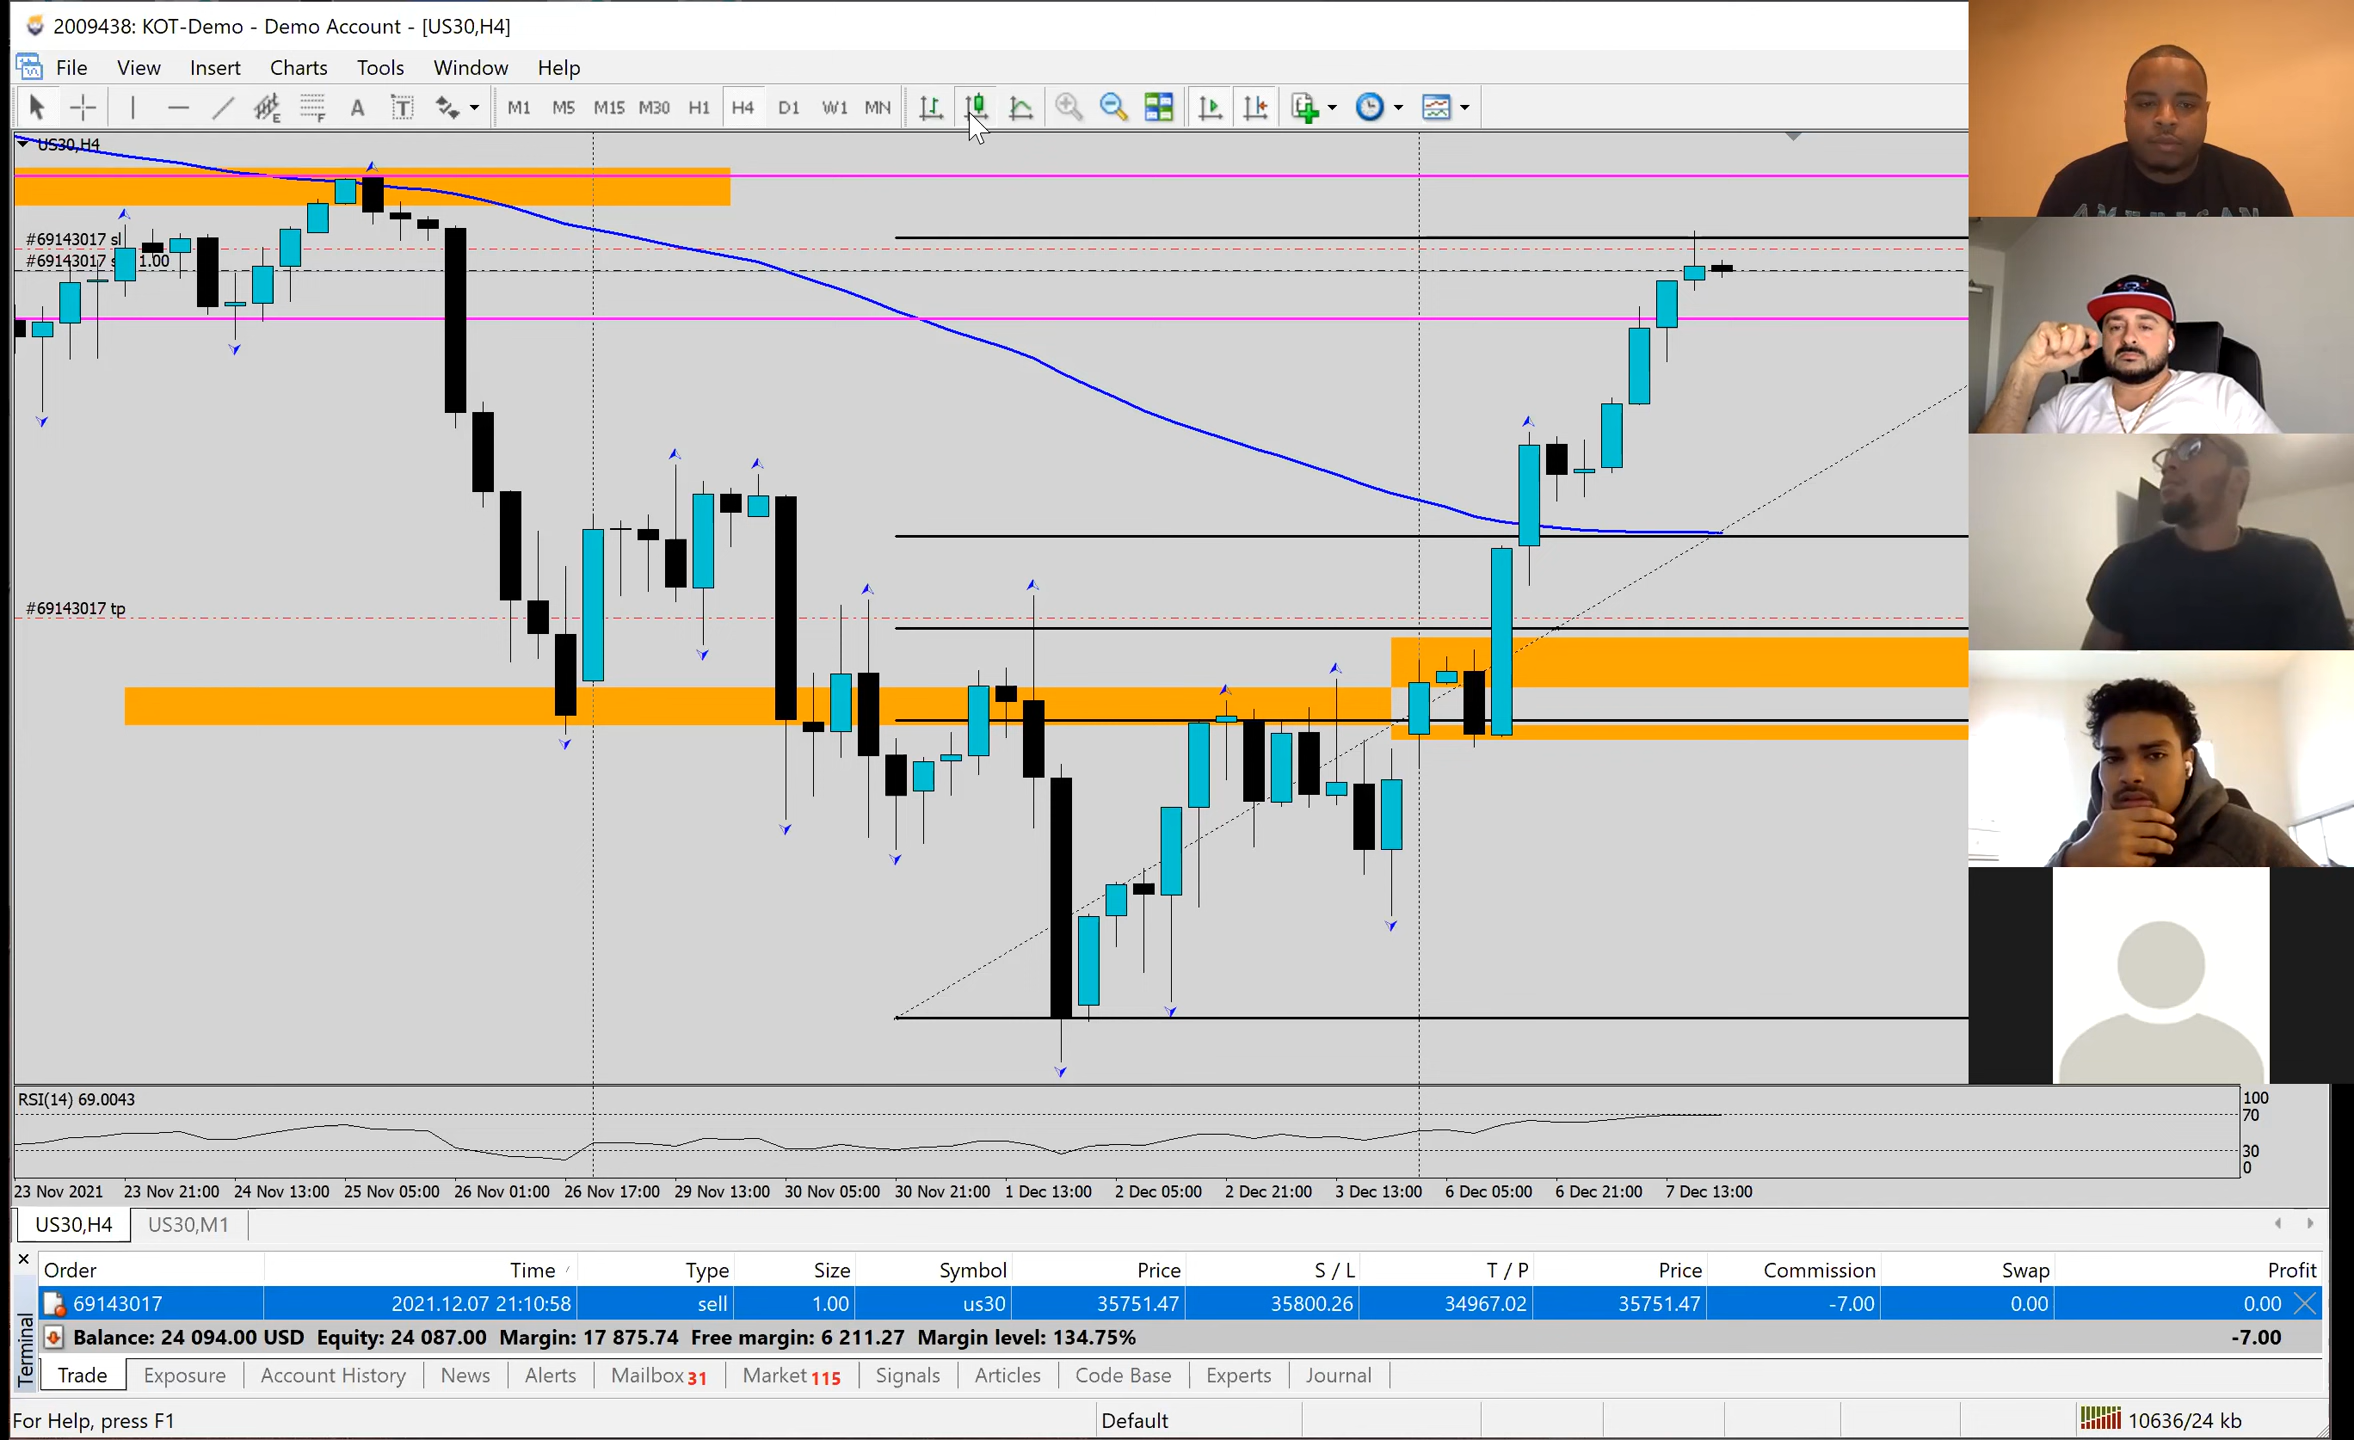 2009438: KOT-Demo - Demo Account - [US30,H4]
File View Insert Charts Tools Window Help
E F A T M1 M5 M15 M30 H1 H4 D1 W1 MN
US30,H4
#69143017 sl
#69143017 s 1.00
#69143017 tp
AMERICAN
RSI(14) 69.0043
100
70
30
0
23 Nov 2021 23 Nov 21:00 24 Nov 13:00 25 Nov 05:00 26 Nov 01:00 26 Nov 17:00 29 Nov 13:00 30 Nov 05:00 30 Nov 21:00 1 Dec 13:00 2 Dec 05:00 2 Dec 21:00 3 Dec 13:00 6 Dec 05:00 6 Dec 21:00 7 Dec 13:00
US30,H4 US30,M1
Order Time Type Size Symbol Price S / L T / P Price Commission Swap Profit
69143017 2021.12.07 21:10:58 sell 1.00 us30 35751.47 35800.26 34967.02 35751.47 -7.00 0.00 0.00
Balance: 24 094.00 USD Equity: 24 087.00 Margin: 17 875.74 Free margin: 6 211.27 Margin level: 134.75% -7.00
Terminal
Trade Exposure Account History News Alerts Mailbox 31 Market 115 Signals Articles Code Base Experts Journal
For Help, press F1 Default 10636/24 kb